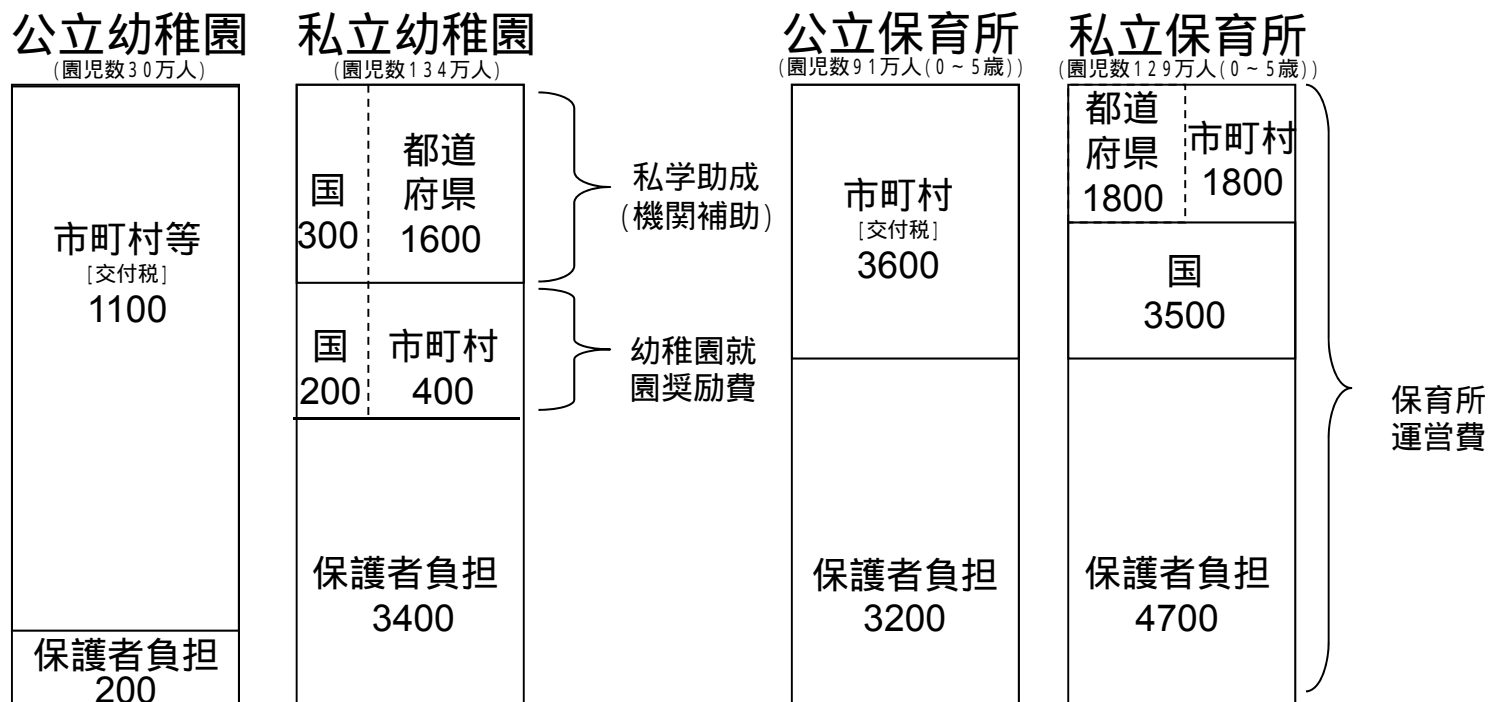 公立幼稚園
(園児数30万人)
市町村等
[交付税]
1100
保護者負担
200
私立幼稚園
(園児数134万人)
国
300
都道
府県
1600
国
200
市町村
400
保護者負担
3400
私学助成
(機関補助)
幼稚園就
園奨励費
公立保育所
(園児数91万人(0~5歳))
市町村
[交付税]
3600
保護者負担
3200
私立保育所
(園児数129万人(0~5歳))
都道
府県
1800
市町村
1800
国
3500
保護者負担
4700
保育所
運営費